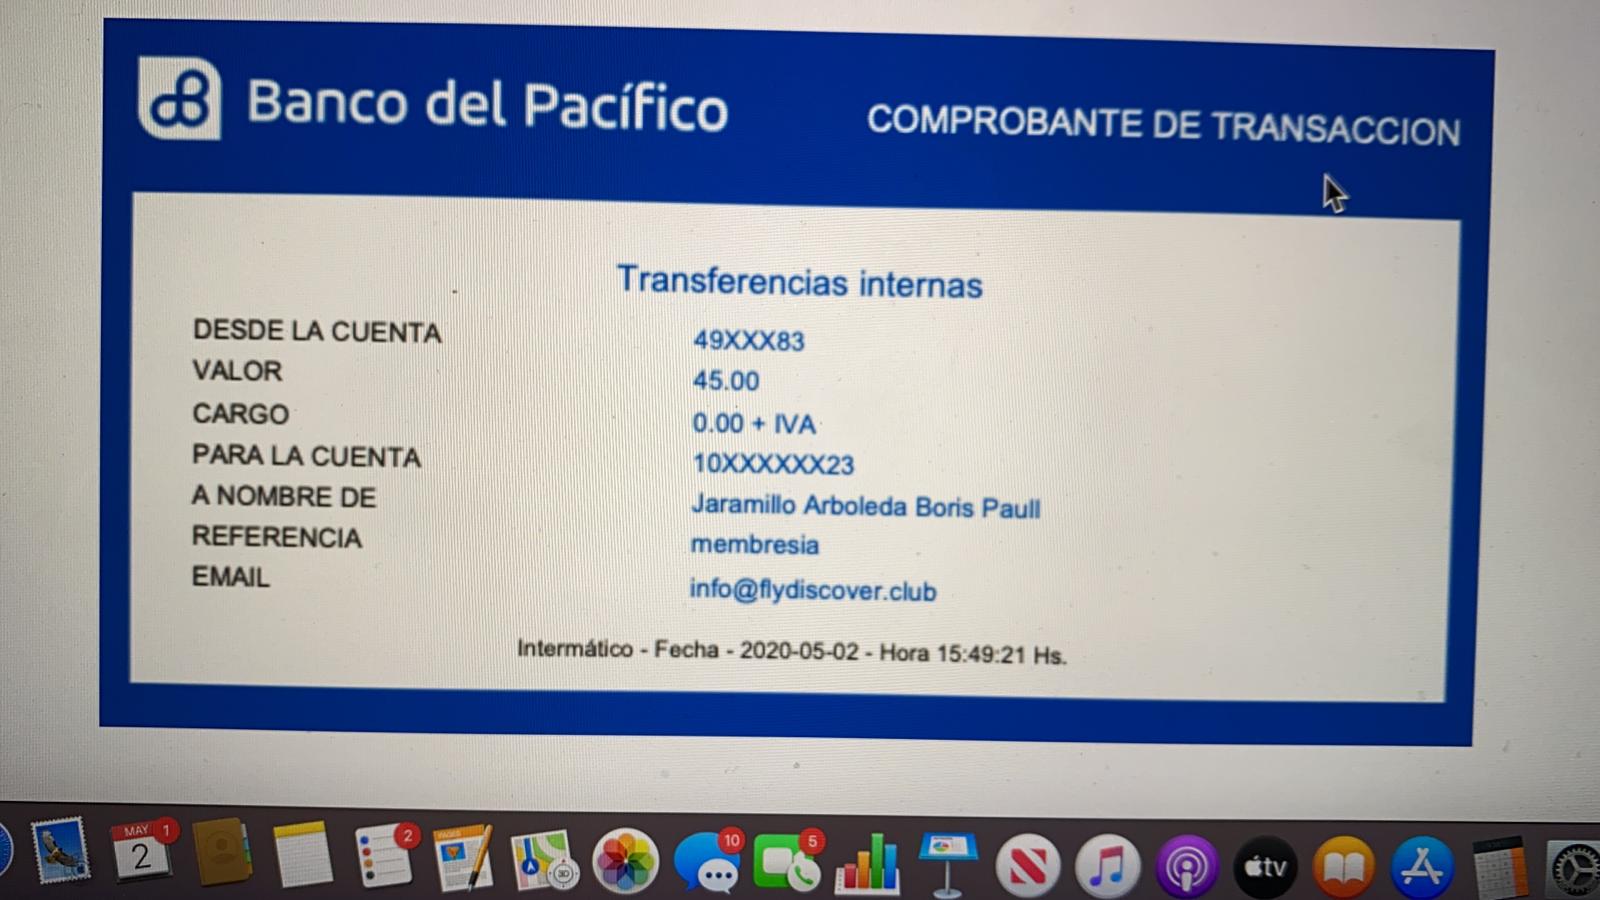 Banco del Pacífico
COMPROBANTE DE TRANSACCION
Transferencias internas
DESDE LA CUENTA 49XXX83
VALOR 45.00
CARGO 0.00 + IVA
PARA LA CUENTA 10XXXXXX23
A NOMBRE DE Jaramillo Arboleda Boris Paull
REFERENCIA membresia
EMAIL info@flydiscover.club
Intermático - Fecha - 2020-05-02 - Hora 15:49:21 Hs.
MAY 1
2
2
PAGES
3D
10
5
tv